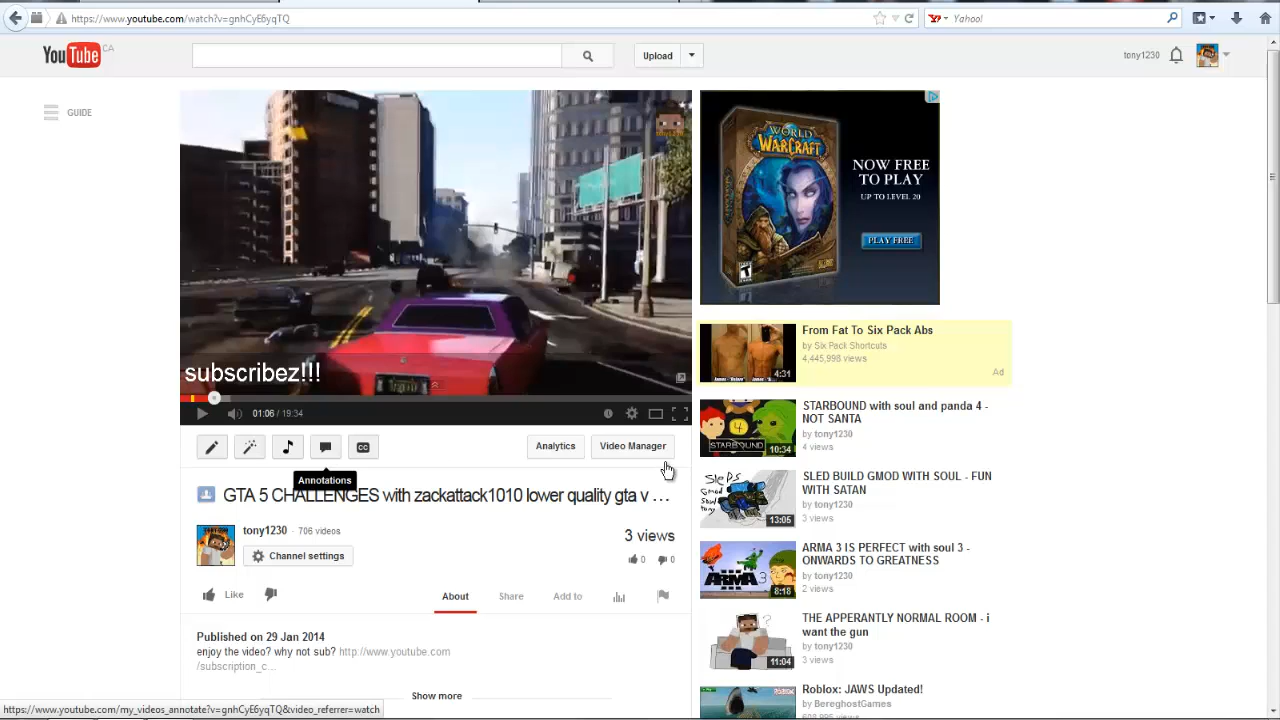 https://www.youtube.com/watch?v=gnhCyE6yqTQ
Yahoo!
YouTube CA
Upload
tony1230
GUIDE
tony1230
subscribez!!!
01:06 / 19:34
WORLD
WARCRAFT
NOW FREE
TO PLAY
UP TO LEVEL 20
PLAY FREE
Analytics
Video Manager
Annotations
GTA 5 CHALLENGES with zackattack1010 lower quality gta v ...
tony1230 · 706 videos
Channel settings
3 views
0 0
Like
About
Share
Add to
Published on 29 Jan 2014
enjoy the video? why not sub? http://www.youtube.com
/subscription_c...
Show more
From Fat To Six Pack Abs
by Six Pack Shortcuts
4,445,998 views
4:31
Ad
STARBOUND with soul and panda 4 -
NOT SANTA
by tony1230
4 views
4
STARBOUND
10:34
SLED BUILD GMOD WITH SOUL - FUN
WITH SATAN
by tony1230
3 views
13:05
ARMA 3 IS PERFECT with soul 3 -
ONWARDS TO GREATNESS
by tony1230
2 views
ARMA 3
8:18
THE APPERANTLY NORMAL ROOM - i
want the gun
by tony1230
3 views
?
11:04
Roblox: JAWS Updated!
by BereghostGames
https://www.youtube.com/my_videos_annotate?v=gnhCyE6yqTQ&video_referrer=watch